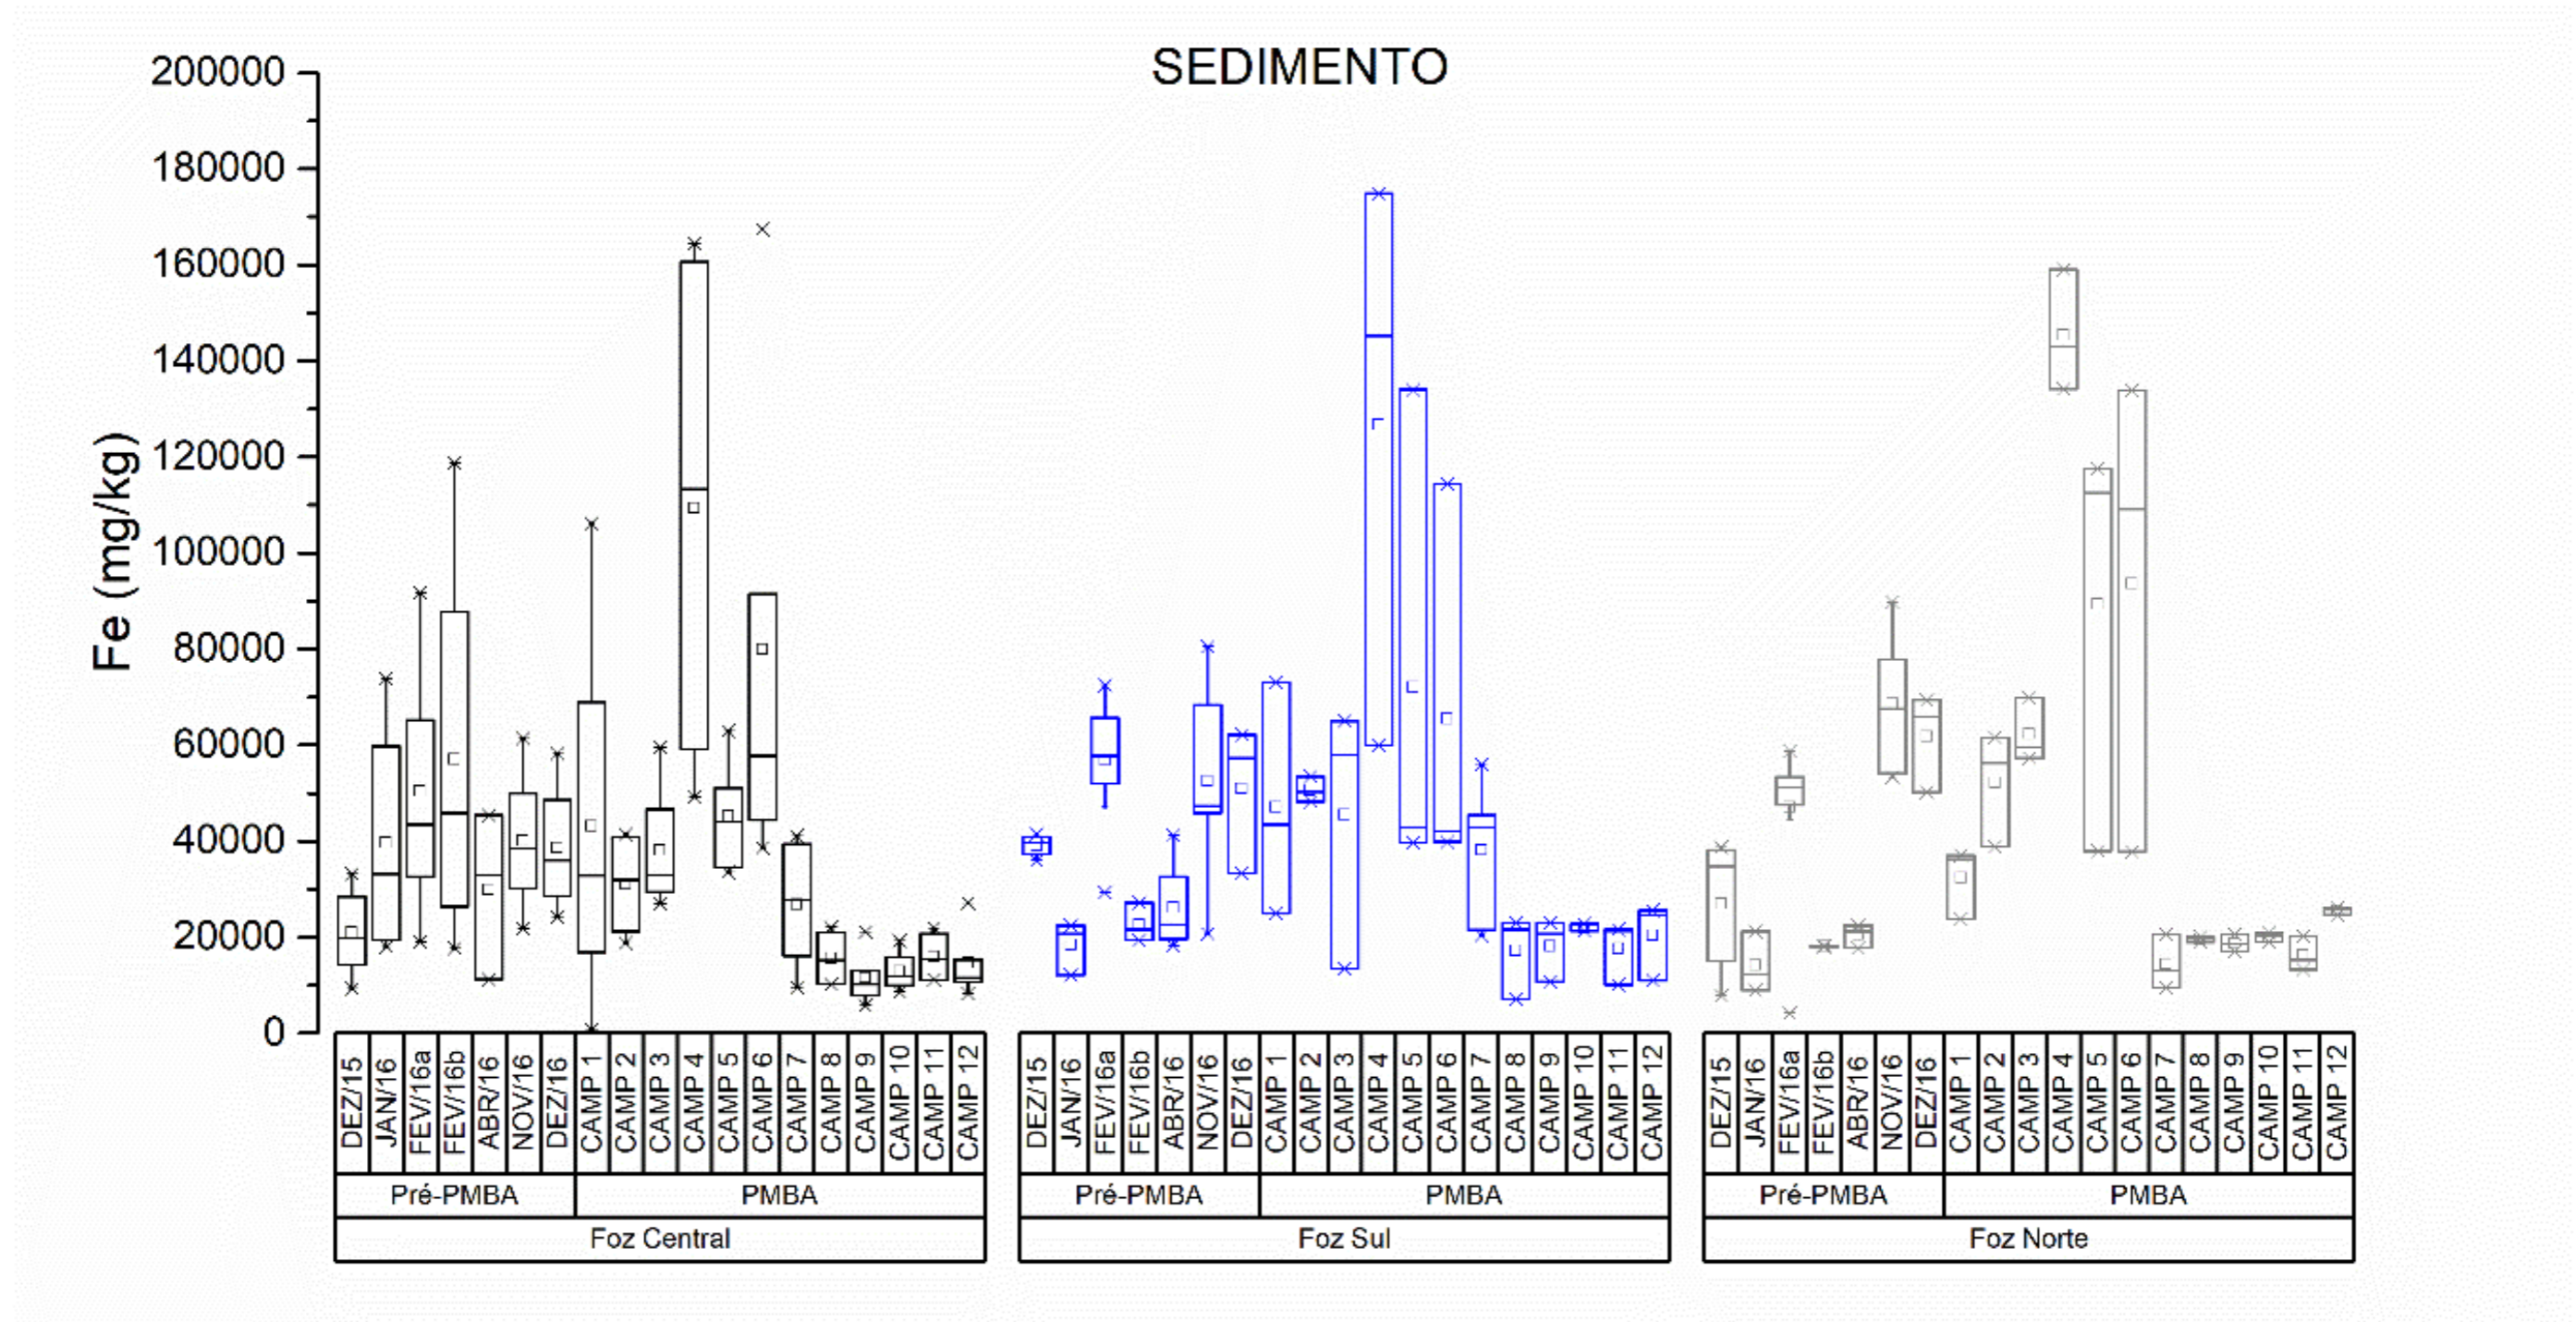 SEDIMENTO
Fe (mg/kg)
200000
180000
160000
140000
120000
100000
80000
60000
40000
20000
0
DEZ/15 JAN/16 FEV/16a FEV/16b ABR/16 NOV/16 DEZ/16 CAMP 1 CAMP 2 CAMP 3 CAMP 4 CAMP 5 CAMP 6 CAMP 7 CAMP 8 CAMP 9 CAMP 10 CAMP 11 CAMP 12 DEZ/15 JAN/16 FEV/16a FEV/16b ABR/16 NOV/16 DEZ/16 CAMP 1 CAMP 2 CAMP 3 CAMP 4 CAMP 5 CAMP 6 CAMP 7 CAMP 8 CAMP 9 CAMP 10 CAMP 11 CAMP 12 DEZ/15 JAN/16 FEV/16a FEV/16b ABR/16 NOV/16 DEZ/16 CAMP 1 CAMP 2 CAMP 3 CAMP 4 CAMP 5 CAMP 6 CAMP 7 CAMP 8 CAMP 9 CAMP 10 CAMP 11 CAMP 12
Pré-PMBA PMBA Pré-PMBA PMBA Pré-PMBA PMBA
Foz Central Foz Sul Foz Norte